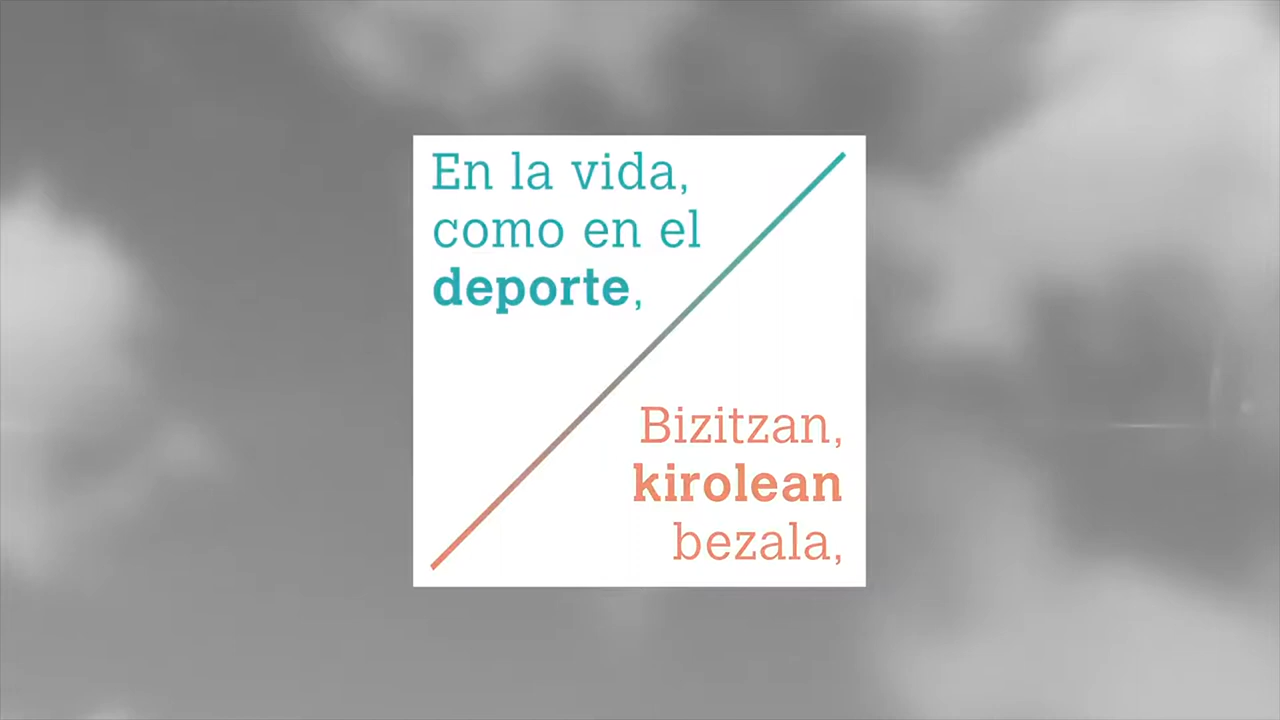 En la vida,
como en el
deporte,
Bizitzan,
kirolean
bezala,